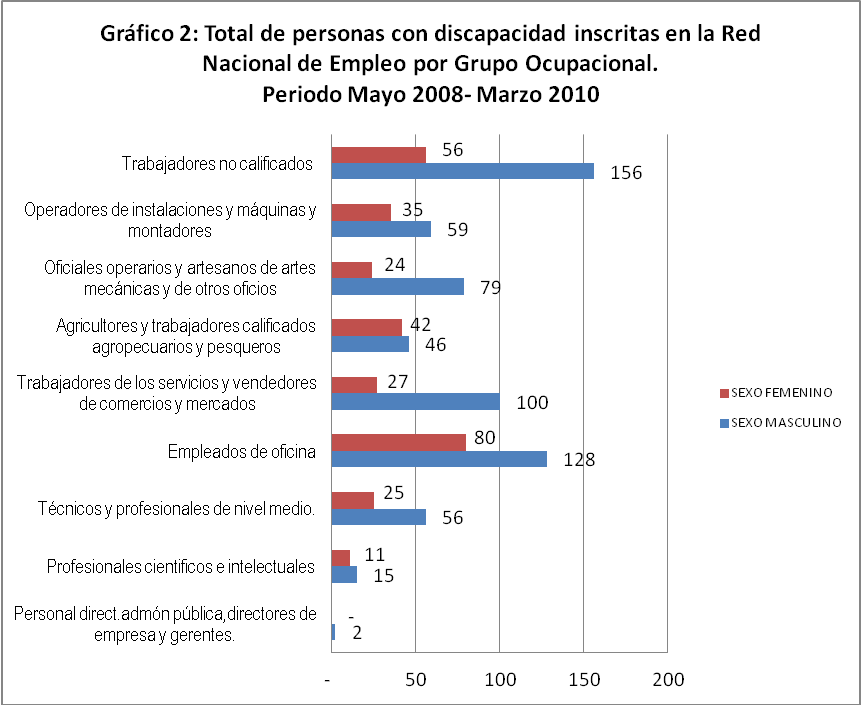 Gráfico 2: Total de personas con discapacidad inscritas en la Red
Nacional de Empleo por Grupo Ocupacional.
Periodo Mayo 2008- Marzo 2010
Trabajadores no calificados
56
156
Operadores de instalaciones y máquinas y
montadores
35
59
Oficiales operarios y artesanos de artes
mecánicas y de otros oficios
24
79
Agricultores y trabajadores calificados
agropecuarios y pesqueros
42
46
Trabajadores de los servicios y vendedores
de comercios y mercados
27
100
Empleados de oficina
80
128
Técnicos y profesionales de nivel medio.
25
56
Profesionales cientificos e intelectuales
11
15
Personal direct.admón pública,directores de
empresa y gerentes.
-
2
SEXO FEMENINO
SEXO MASCULINO
- 50 100 150 200